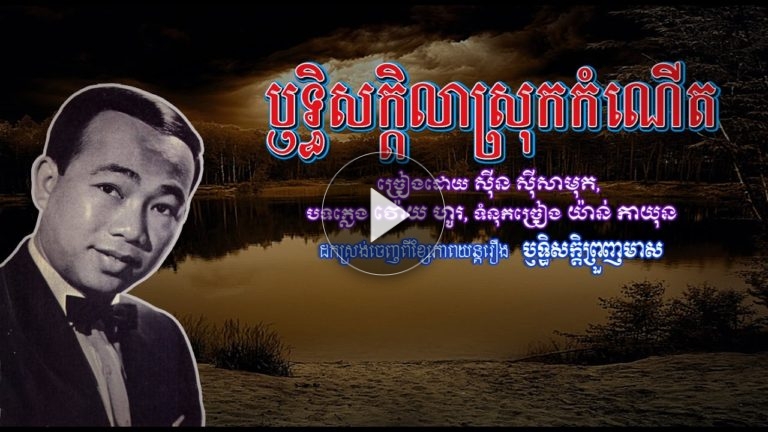 ឫទ្ធិសក្តិលាស្រុកកំណើត
ច្រៀងដោយ ស៊ីន ស៊ីសាមុត,
បទភ្លេង វ៉ោយ ហូរ, ទំនុកច្រៀង យ៉ាន់ កាយុន
ដកស្រង់ចេញពីខ្សែភាពយន្តរឿង ឫទ្ធិសក្តិព្រួញមាស